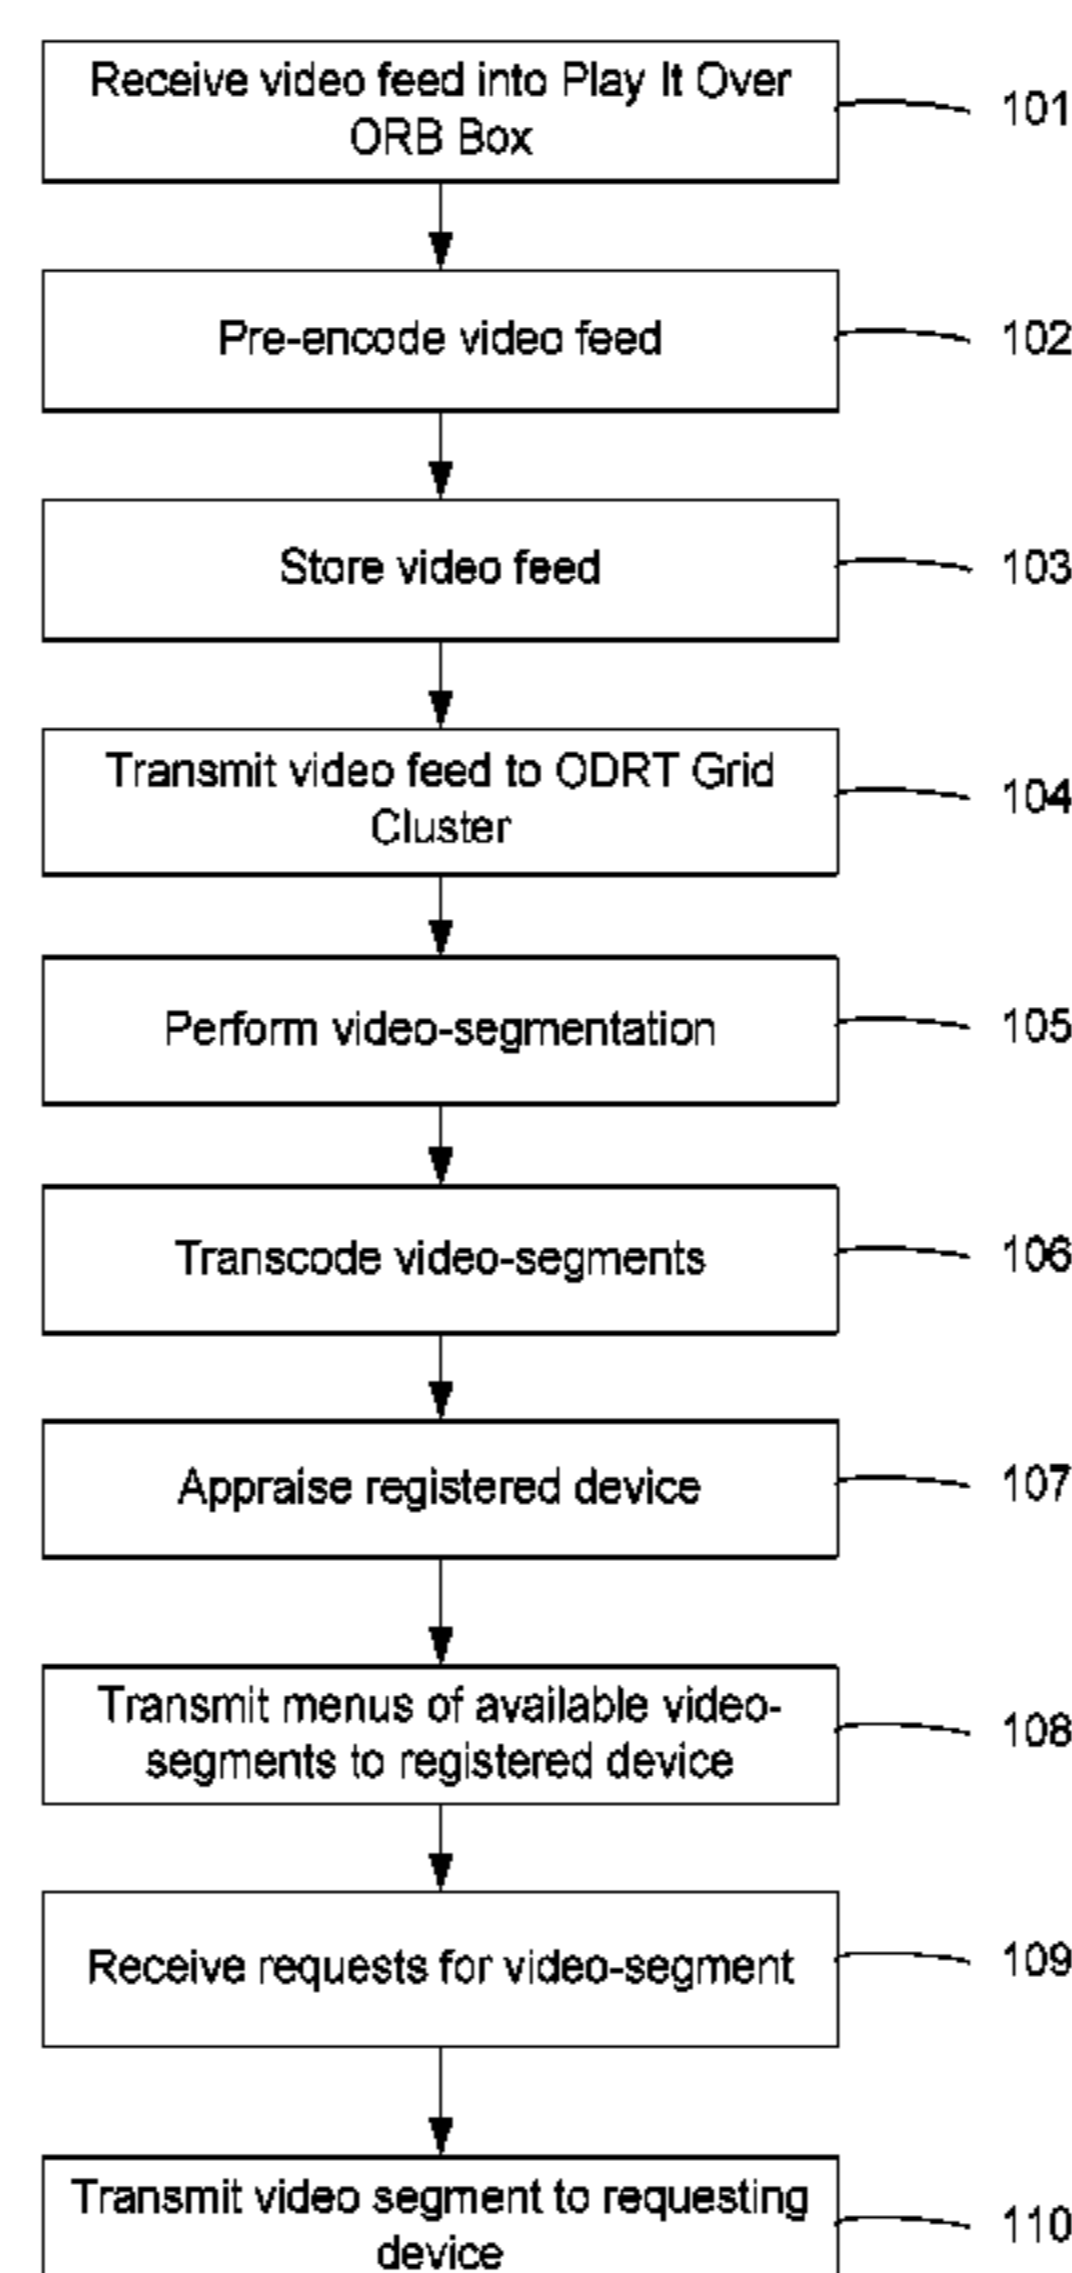 Receive video feed into Play It Over
ORB Box
101
Pre-encode video feed
102
Store video feed
103
Transmit video feed to ODRT Grid
Cluster
104
Perform video-segmentation
105
Transcode video-segments
106
Appraise registered device
107
Transmit menus of available video-
segments to registered device
108
Receive requests for video-segment
109
Transmit video segment to requesting
device
110